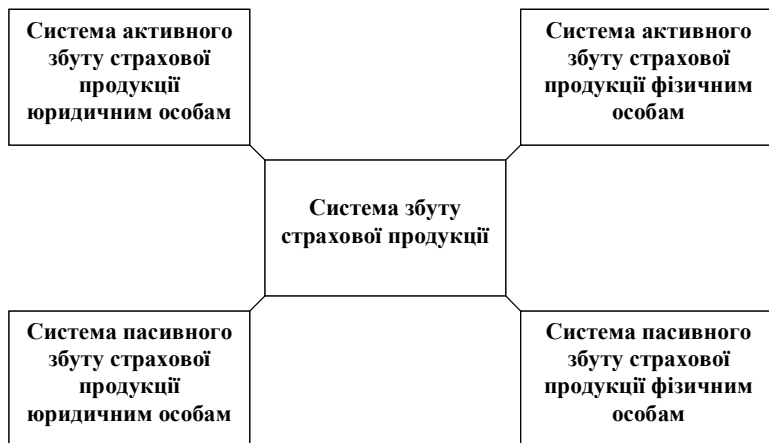 Система активного
збуту страхової
продукції
юридичним особам
Система активного
збуту страхової
продукції фізичним
особам
Система збуту
страхової продукції
Система пасивного
збуту страхової
продукції
юридичним особам
Система пасивного
збуту страхової
продукції фізичним
особам